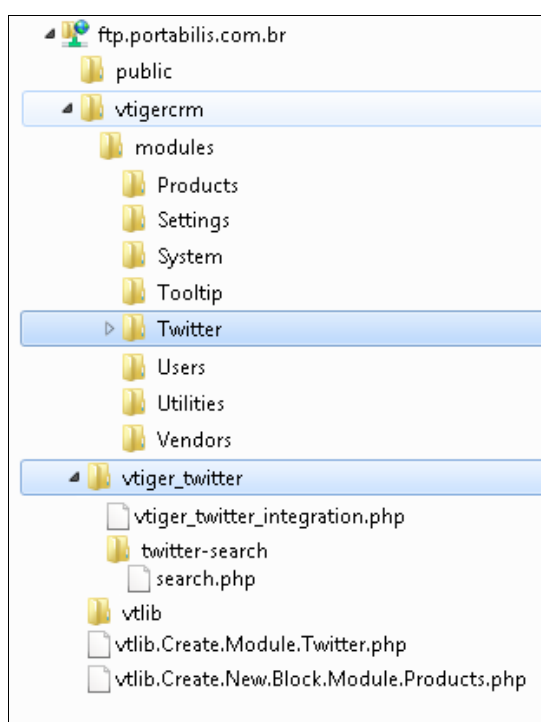 ftp.portabilis.com.br
public
vtigercrm
modules
Products
Settings
System
Tooltip
Twitter
Users
Utilities
Vendors
vtiger_twitter
vtiger_twitter_integration.php
twitter-search
search.php
vtlib
vtlib.Create.Module.Twitter.php
vtlib.Create.New.Block.Module.Products.php